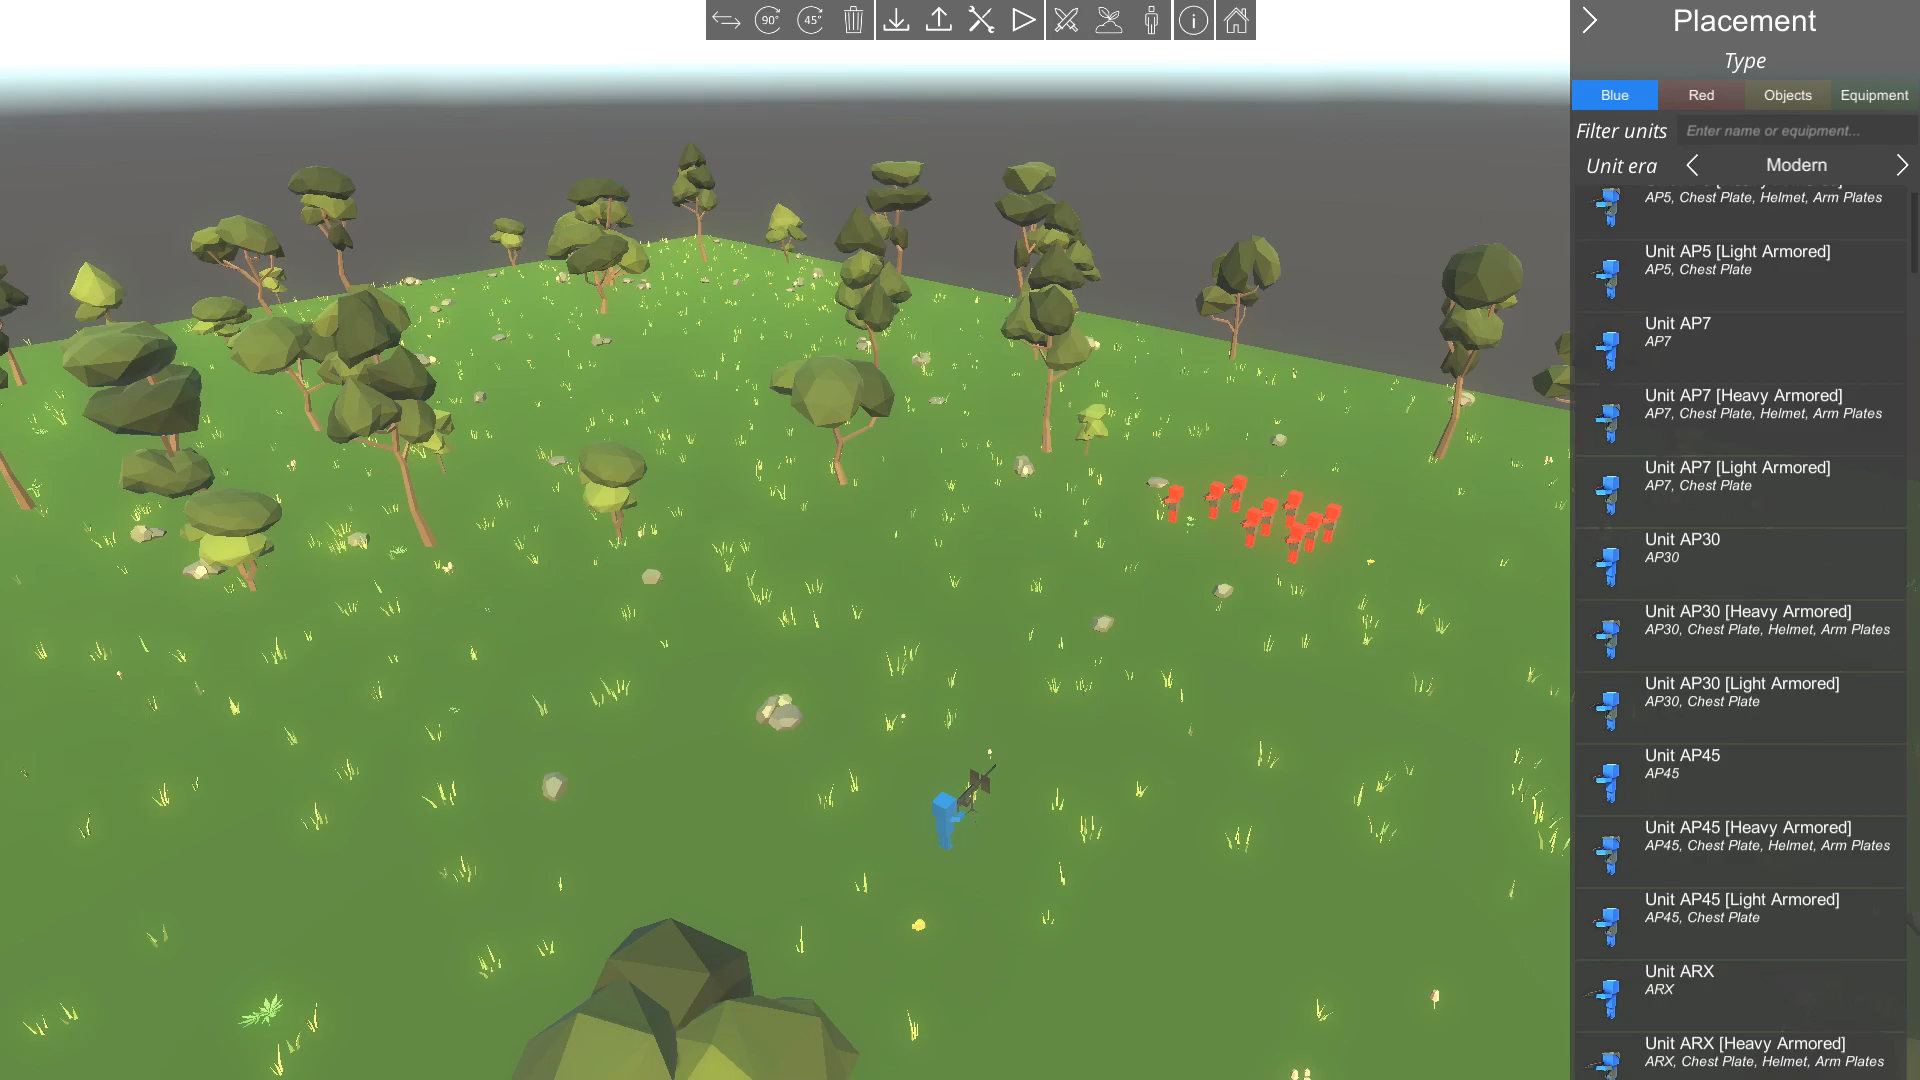 90°
45°
Placement
Type
Blue
Red
Objects
Equipment
Filter units
Enter name or equipment...
Unit era
Modern
AP5, Chest Plate, Helmet, Arm Plates
Unit AP5 [Light Armored]
AP5, Chest Plate
Unit AP7
AP7
Unit AP7 [Heavy Armored]
AP7, Chest Plate, Helmet, Arm Plates
Unit AP7 [Light Armored]
AP7, Chest Plate
Unit AP30
AP30
Unit AP30 [Heavy Armored]
AP30, Chest Plate, Helmet, Arm Plates
Unit AP30 [Light Armored]
AP30, Chest Plate
Unit AP45
AP45
Unit AP45 [Heavy Armored]
AP45, Chest Plate, Helmet, Arm Plates
Unit AP45 [Light Armored]
AP45, Chest Plate
Unit ARX
ARX
Unit ARX [Heavy Armored]
ARX, Chest Plate, Helmet, Arm Plates